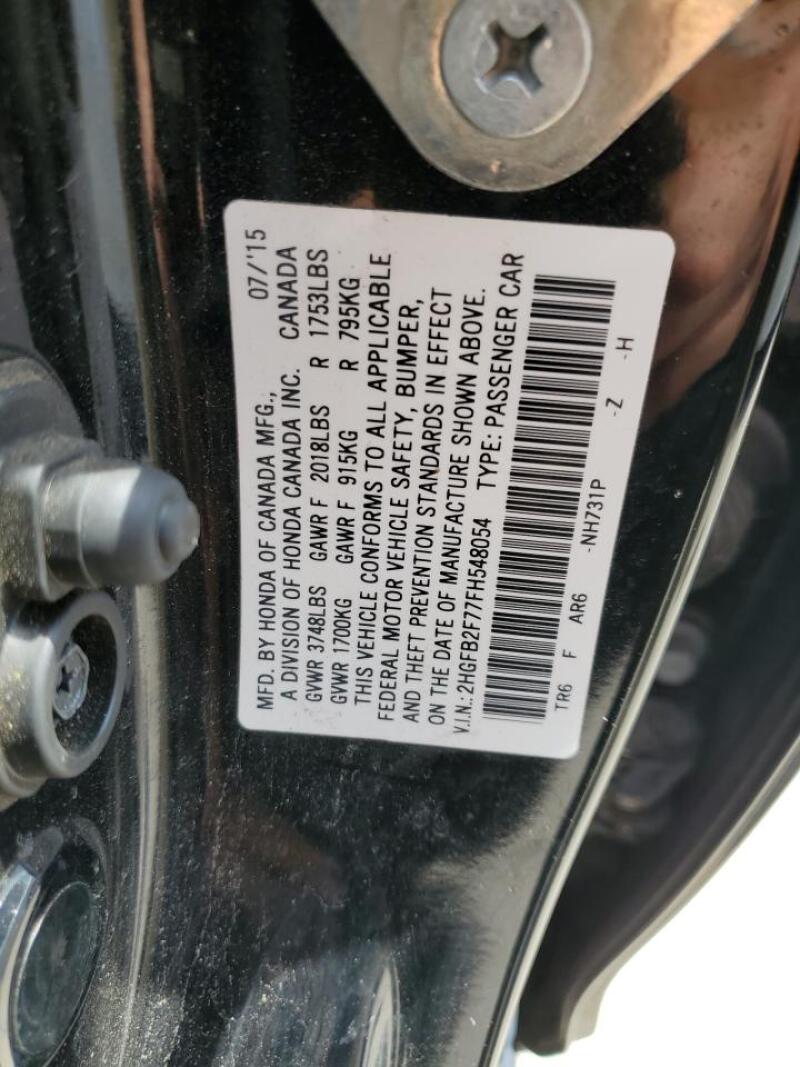 07/'15
MFD. BY HONDA OF CANADA MFG.,
A DIVISION OF HONDA CANADA INC. CANADA
GVWR 3748LBS GAWR F 2018LBS R 1753LBS
GVWR 1700KG GAWR F 915KG R 795KG
THIS VEHICLE CONFORMS TO ALL APPLICABLE
FEDERAL MOTOR VEHICLE SAFETY, BUMPER,
AND THEFT PREVENTION STANDARDS IN EFFECT
ON THE DATE OF MANUFACTURE SHOWN ABOVE.
V.I.N.:2HGFB2F77FH548054 TYPE: PASSENGER CAR
TR6 F AR6 -NH731P -Z -H